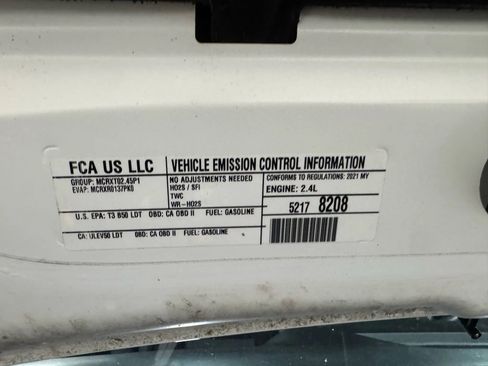 FCA US LLC
VEHICLE EMISSION CONTROL INFORMATION
GROUP: MCRXT02.45P1
EVAP: MCRXR0137PK0
NO ADJUSTMENTS NEEDED
HO2S / SFI
TWC
WR-HO2S
CONFORMS TO REGULATIONS: 2021 MY
ENGINE: 2.4L
5217 8208
U.S. EPA: T3 B50 LDT OBD: CA OBD II FUEL: GASOLINE
CA: ULEV50 LDT OBD: CA OBD II FUEL: GASOLINE